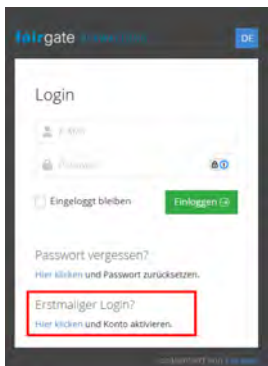 fairgate
DE
Login
E-Mail
Passwort
Eingeloggt bleiben
Einloggen
Passwort vergessen?
Hier klicken und Passwort zurücksetzen.
Erstmaliger Login?
Hier klicken und Konto aktivieren.